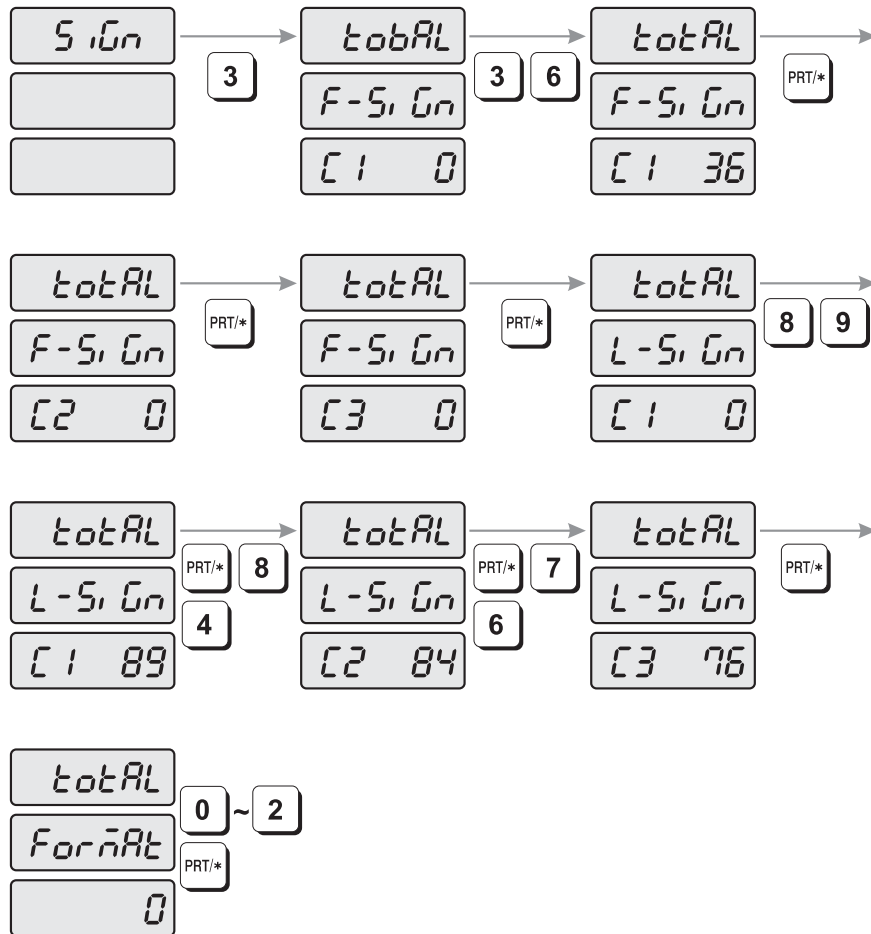 SiGn
3
tobAL
F-SiGn
C1 0
3 6
totAL
F-SiGn
C1 36
PRT/*
totAL
F-SiGn
C2 0
PRT/*
totAL
F-SiGn
C3 0
PRT/*
totAL
L-SiGn
C1 0
8 9
totAL
L-SiGn
C1 89
PRT/* 8
4
totAL
L-SiGn
C2 84
PRT/* 7
6
totAL
L-SiGn
C3 76
PRT/*
totAL
FormAt
0
0 ~ 2
PRT/*